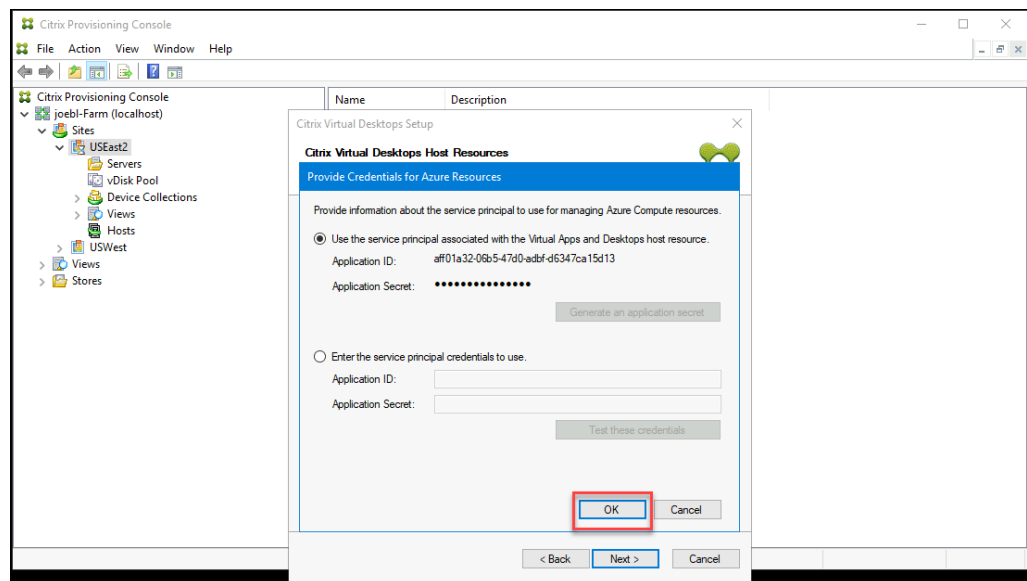 Citrix Provisioning Console
File Action View Window Help
Citrix Provisioning Console
joebl-Farm (localhost)
Sites
USEast2
Servers
vDisk Pool
Device Collections
Views
Hosts
USWest
Views
Stores
Name Description
Citrix Virtual Desktops Setup
Citrix Virtual Desktops Host Resources
Provide Credentials for Azure Resources
Provide information about the service principal to use for managing Azure Compute resources.
Use the service principal associated with the Virtual Apps and Desktops host resource.
Application ID: aff01a32-06b5-47d0-adbf-d6347ca15d13
Application Secret: ●●●●●●●●●●●●●●●
Generate an application secret
Enter the service principal credentials to use.
Application ID:
Application Secret:
Test these credentials
OK Cancel
< Back Next > Cancel